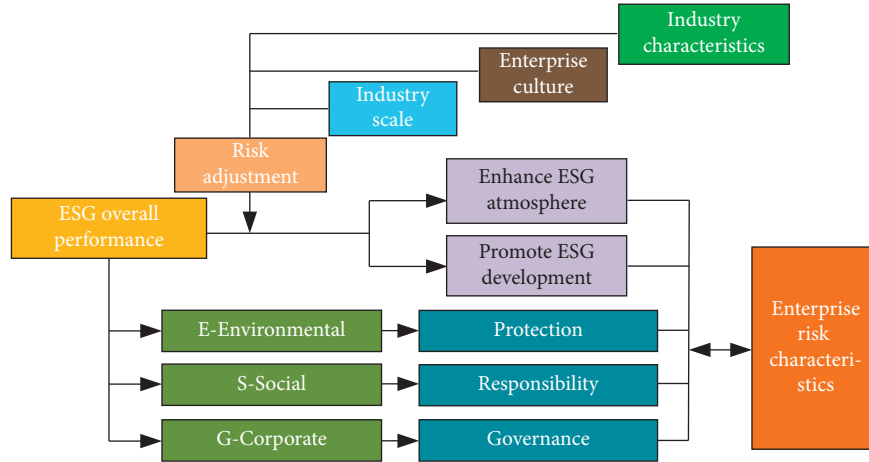 Industry
characteristics
Enterprise
culture
Industry
scale
Risk
adjustment
Enhance ESG
atmosphere
ESG overall
performance
Promote ESG
development
Enterprise
risk
characteri-
stics
E-Environmental
Protection
S-Social
Responsibility
G-Corporate
Governance